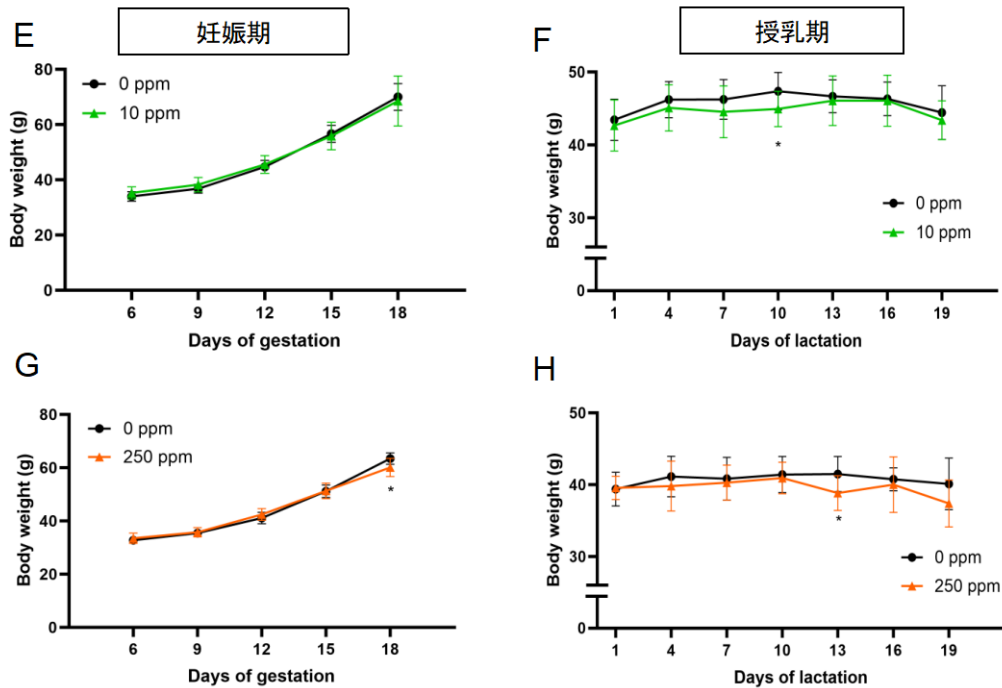 E
妊娠期
F
授乳期
80
60
40
20
0
Body weight (g)
0 ppm
10 ppm
6 9 12 15 18
Days of gestation
50
40
30
0
Body weight (g)
0 ppm
10 ppm
*
1 4 7 10 13 16 19
Days of lactation
G
80
60
40
20
0
Body weight (g)
0 ppm
250 ppm
*
6 9 12 15 18
Days of gestation
H
50
40
30
0
Body weight (g)
*
0 ppm
250 ppm
1 4 7 10 13 16 19
Days of lactation